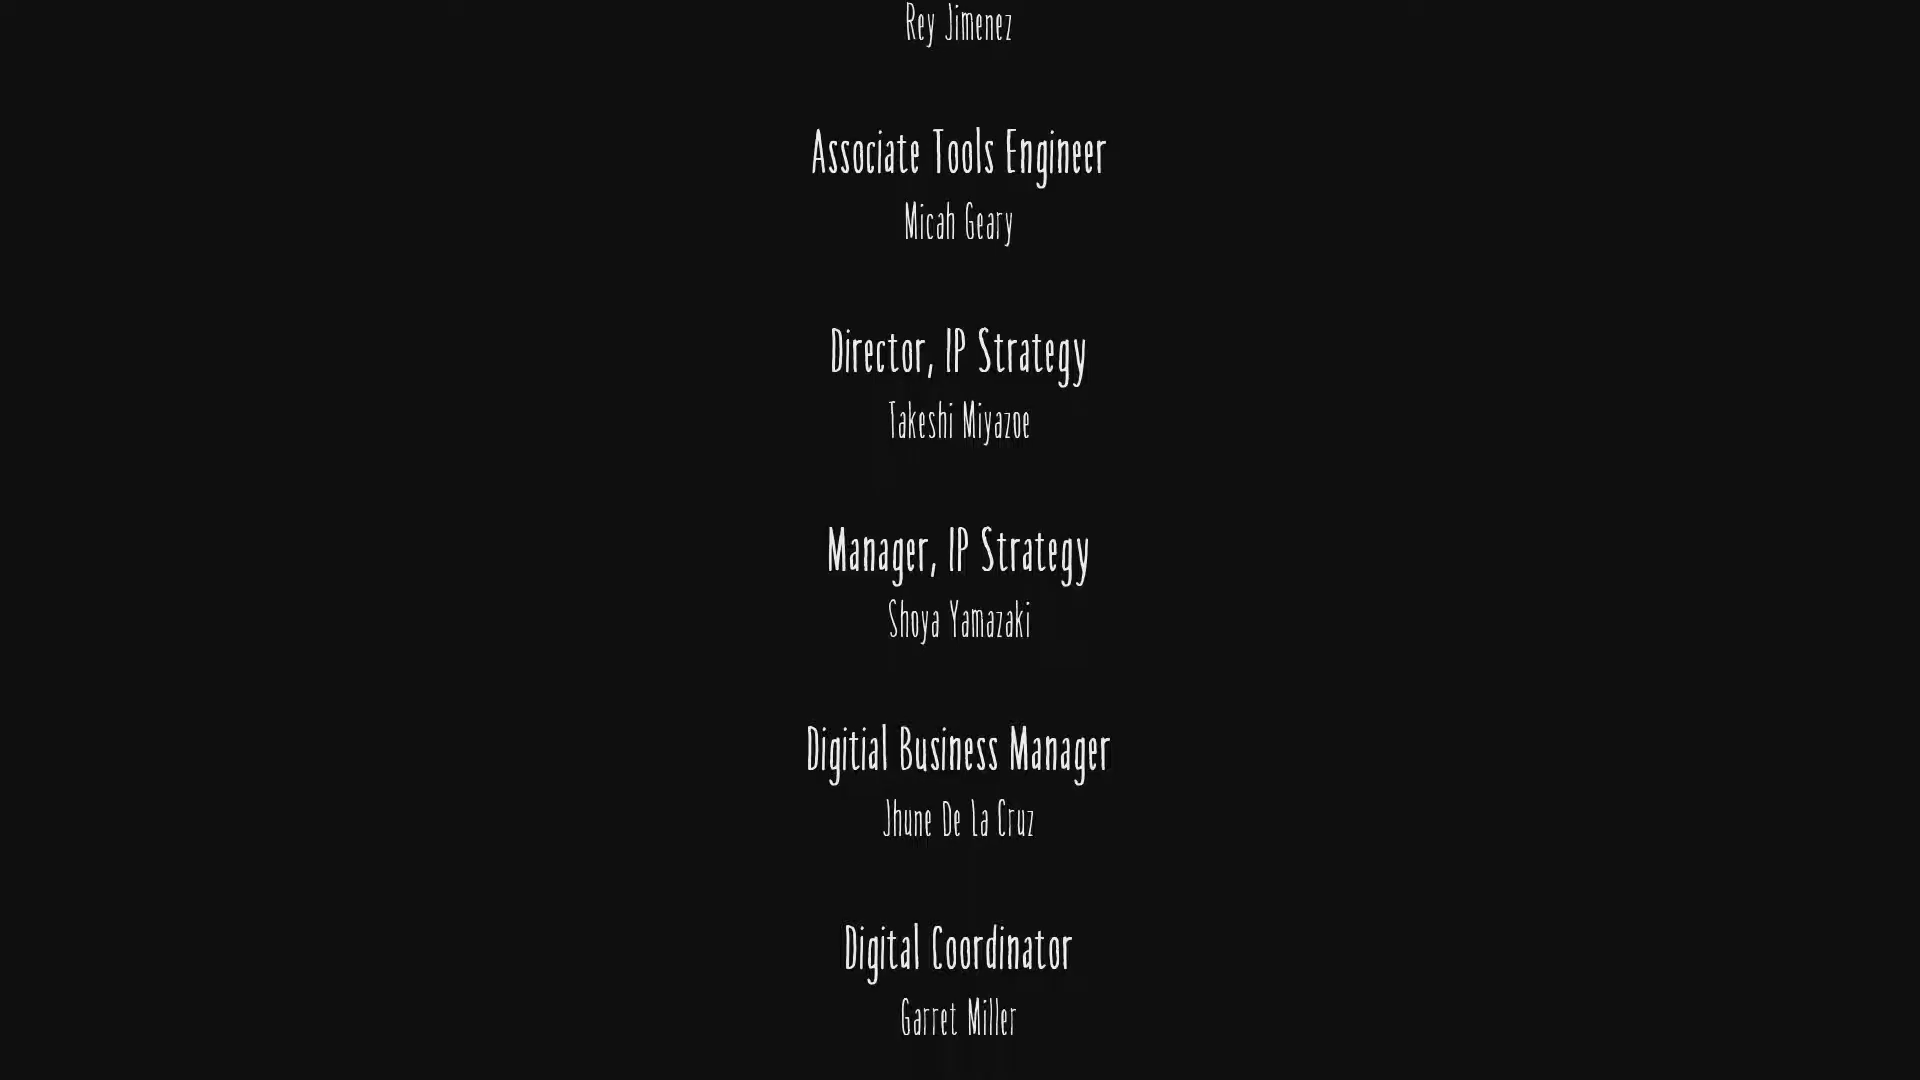 Rey Jimenez
Associate Tools Engineer
Micah Geary
Director, IP Strategy
Takeshi Miyazoe
Manager, IP Strategy
Shoya Yamazaki
Digitial Business Manager
Jhune De La Cruz
Digital Coordinator
Garret Miller